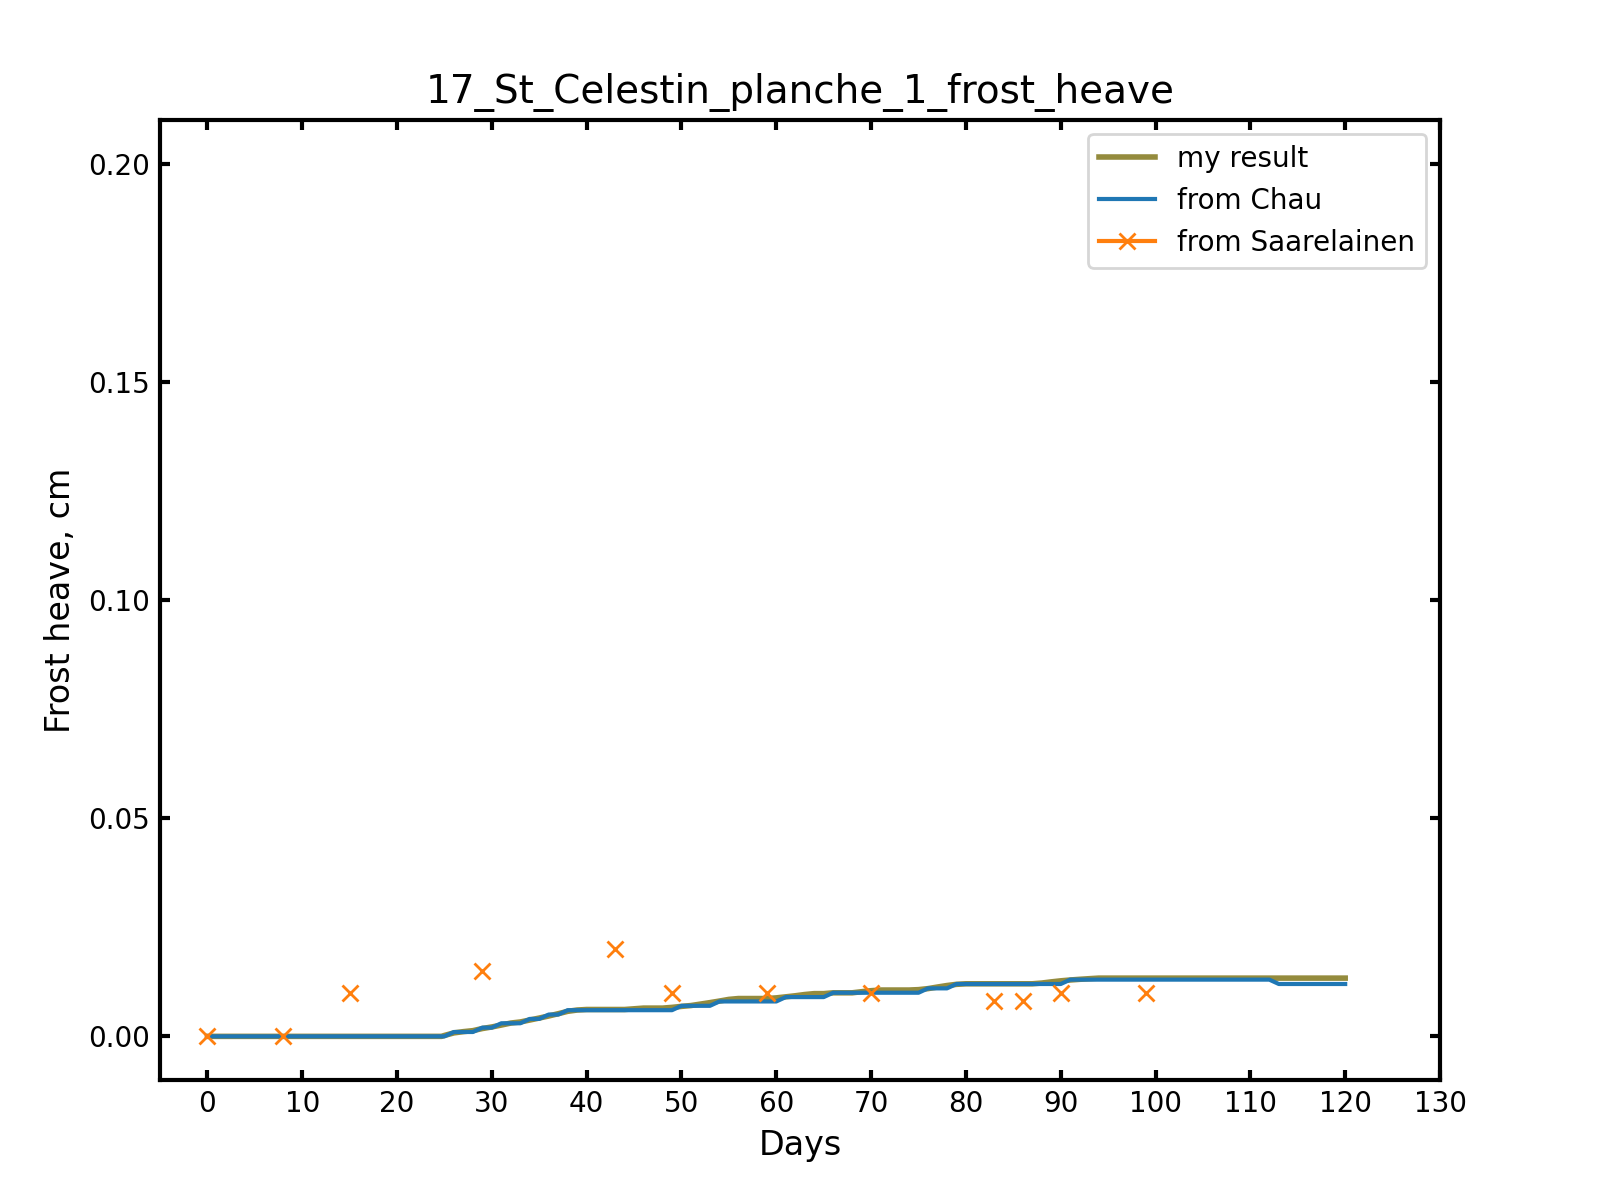 17_St_Celestin_planche_1_frost_heave
my result
from Chau
from Saarelainen
0.20
0.15
0.10
0.05
0.00
Frost heave, cm
0 10 20 30 40 50 60 70 80 90 100 110 120 130
Days